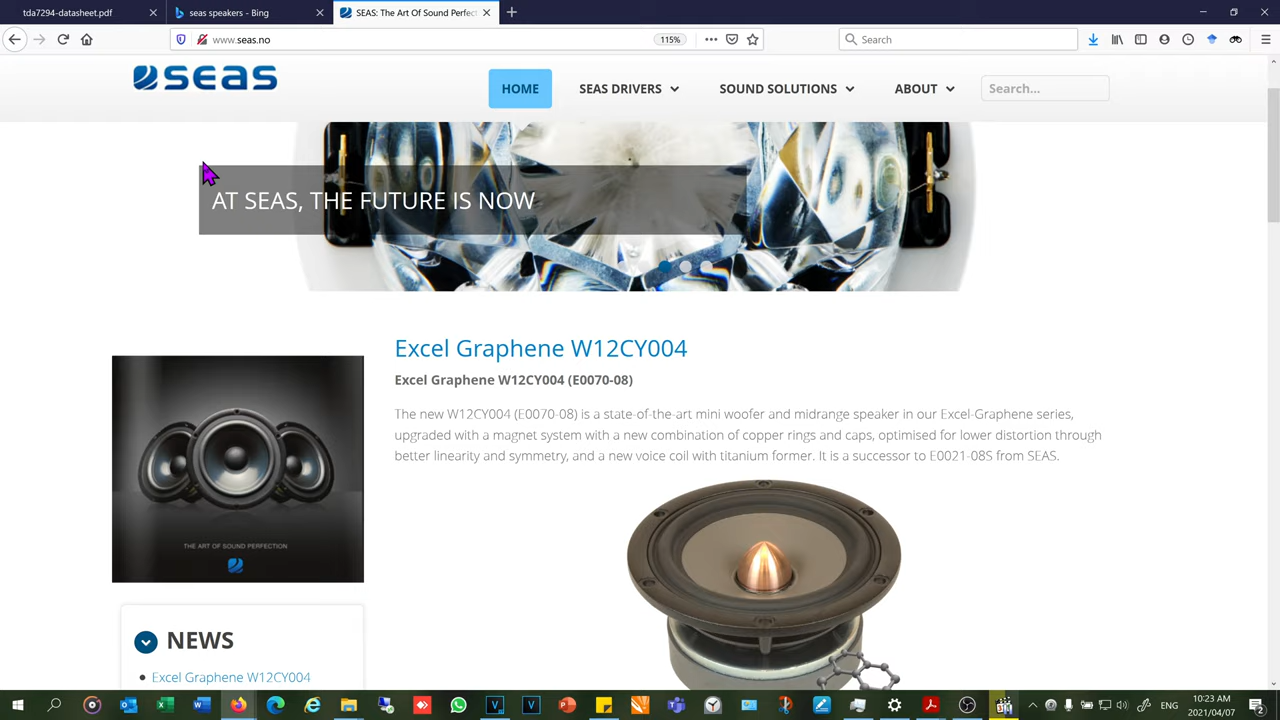 tda7294-datasheet.pdf
seas speakers - Bing
SEAS: The Art Of Sound Perfec
www.seas.no
115%
Search
seas
HOME
SEAS DRIVERS
SOUND SOLUTIONS
ABOUT
Search...
AT SEAS, THE FUTURE IS NOW
Excel Graphene W12CY004
Excel Graphene W12CY004 (E0070-08)
The new W12CY004 (E0070-08) is a state-of-the-art mini woofer and midrange speaker in our Excel-Graphene series,
upgraded with a magnet system with a new combination of copper rings and caps, optimised for lower distortion through
better linearity and symmetry, and a new voice coil with titanium former. It is a successor to E0021-08S from SEAS.
THE ART OF SOUND PERFECTION
NEWS
Excel Graphene W12CY004
ENG
10:23 AM
2021/04/07